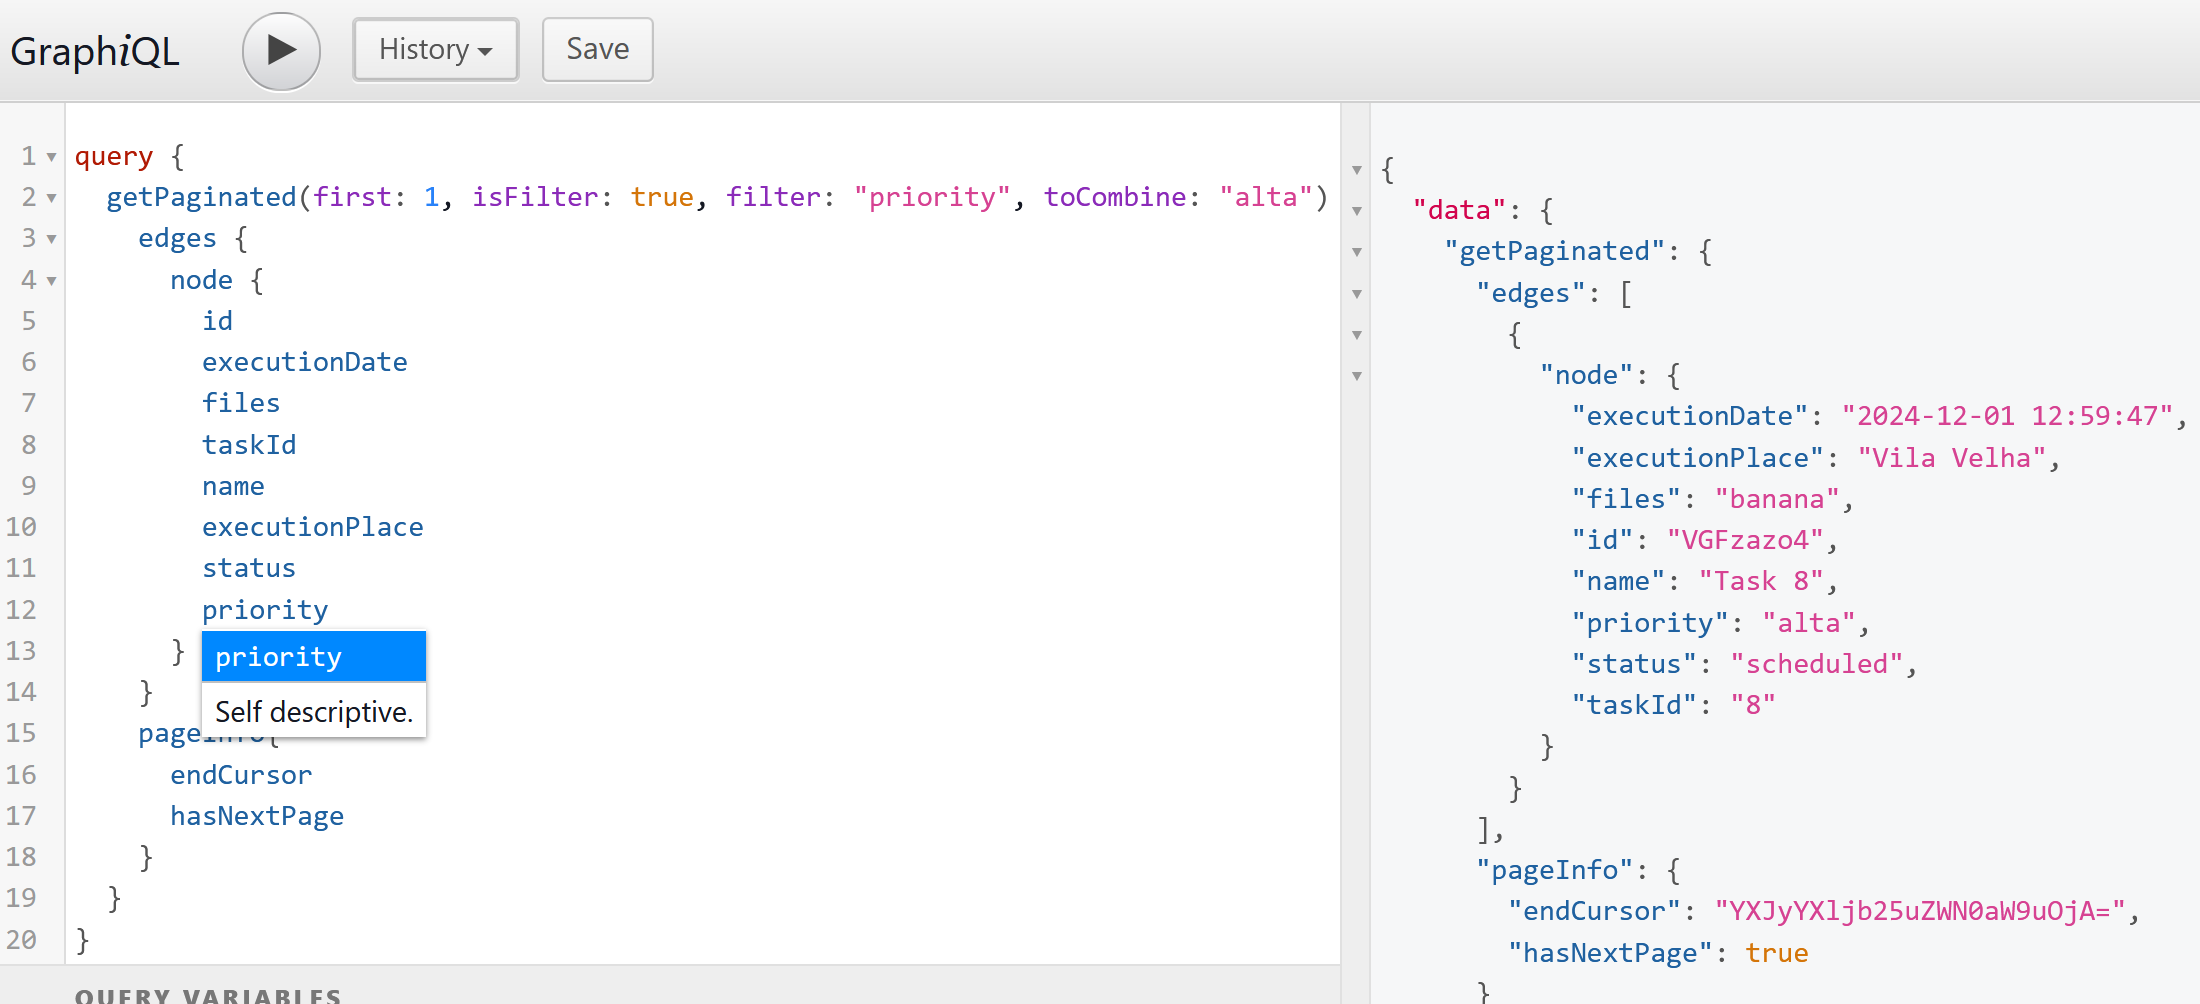 GraphiQL
History
Save
1 query {
2 getPaginated(first: 1, isFilter: true, filter: "priority", toCombine: "alta")
3 edges {
4 node {
5 id
6 executionDate
7 files
8 taskId
9 name
10 executionPlace
11 status
12 priority
13 }
priority
14 }
Self descriptive.
15 pageInfo{
16 endCursor
17 hasNextPage
18 }
19 }
20 }
QUERY VARIABLES
{
"data": {
"getPaginated": {
"edges": [
{
"node": {
"executionDate": "2024-12-01 12:59:47",
"executionPlace": "Vila Velha",
"files": "banana",
"id": "VGFzazo4",
"name": "Task 8",
"priority": "alta",
"status": "scheduled",
"taskId": "8"
}
}
],
"pageInfo": {
"endCursor": "YXJyYXljb25uZWN0aW9uOjA=",
"hasNextPage": true
}